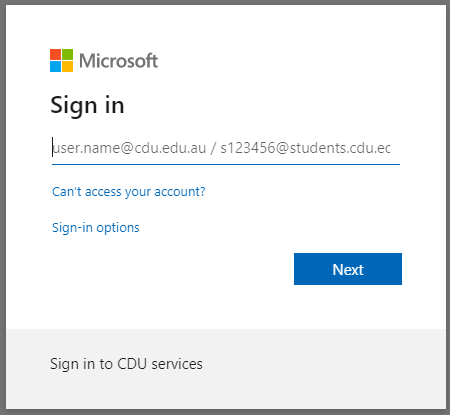 Microsoft
Sign in
user.name@cdu.edu.au / s123456@students.cdu.ec
Can't access your account?
Sign-in options
Next
Sign in to CDU services